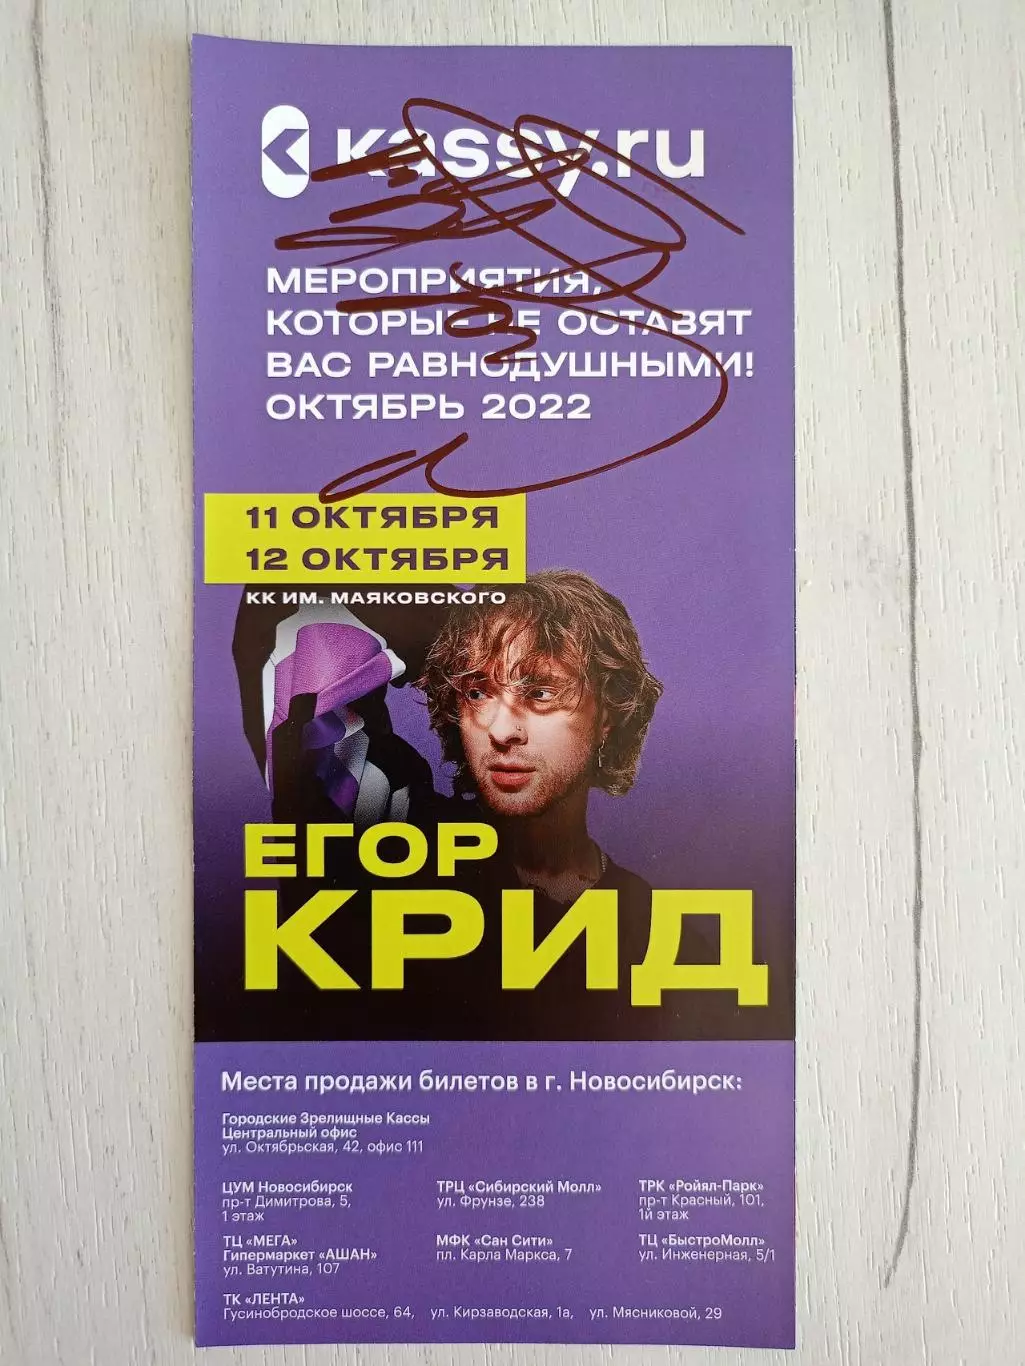 kassy.ru
МЕРОПРИЯТИЯ,
КОТОРЫЕ НЕ ОСТАВЯТ
ВАС РАВНОДУШНЫМИ!
ОКТЯБРЬ 2022
11 ОКТЯБРЯ
12 ОКТЯБРЯ
КК ИМ. МАЯКОВСКОГО
ЕГОР
КРИД
Места продажи билетов в г. Новосибирск:
Городские Зрелищные Кассы
Центральный офис
ул. Октябрьская, 42, офис 111
ЦУМ Новосибирск
пр-т Димитрова, 5,
1 этаж
ТРЦ «Сибирский Молл»
ул. Фрунзе, 238
ТРК «Ройял-Парк»
пр-т Красный, 101,
1й этаж
ТЦ «МЕГА»
Гипермаркет «АШАН»
ул. Ватутина, 107
МФК «Сан Сити»
пл. Карла Маркса, 7
ТЦ «БыстроМолл»
ул. Инженерная, 5/1
ТК «ЛЕНТА»
Гусинобродское шоссе, 64, ул. Кирзаводская, 1а, ул. Мясниковой, 29